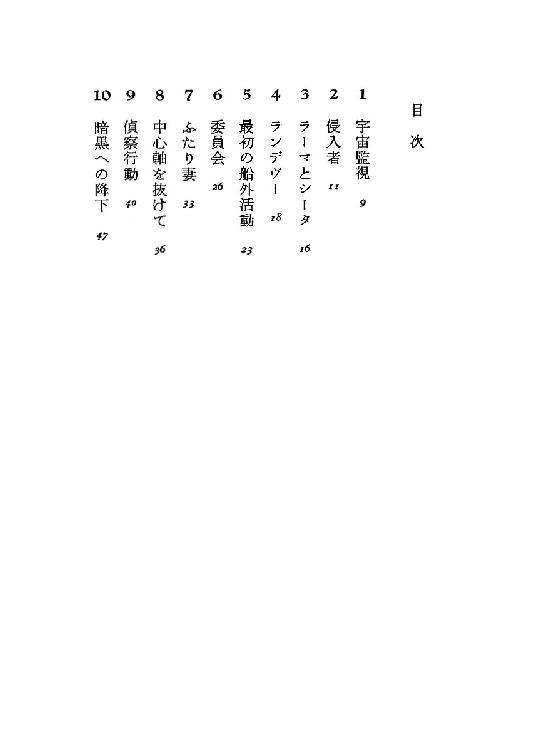 目次
1 宇宙監視 9
2 侵入者 11
3 ラーマとシータ 16
4 ランデヴー 18
5 最初の船外活動 23
6 委員会 26
7 ふたり妻 33
8 中心軸を抜けて 36
9 偵察行動 40
10 暗黒への降下 47